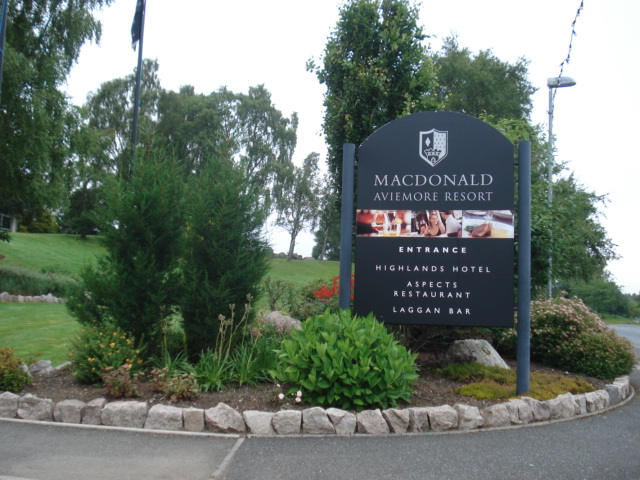 MACDONALD
AVIEMORE RESORT
ENTRANCE
HIGHLANDS HOTEL
ASPECTS
RESTAURANT
LAGGAN BAR